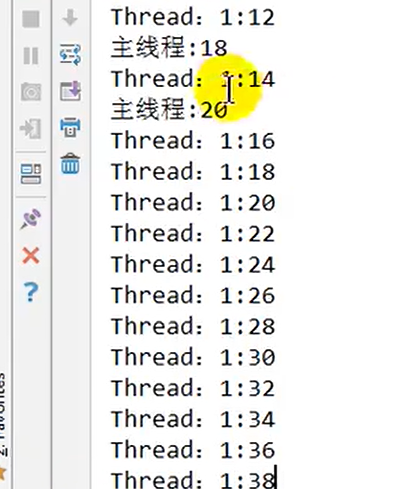 Thread：1:12
主线程:18
Thread：1:14
主线程:20
Thread：1:16
Thread：1:18
Thread：1:20
Thread：1:22
Thread：1:24
Thread：1:26
Thread：1:28
Thread：1:30
Thread：1:32
Thread：1:34
Thread：1:36
Thread：1:38
2: Favorites